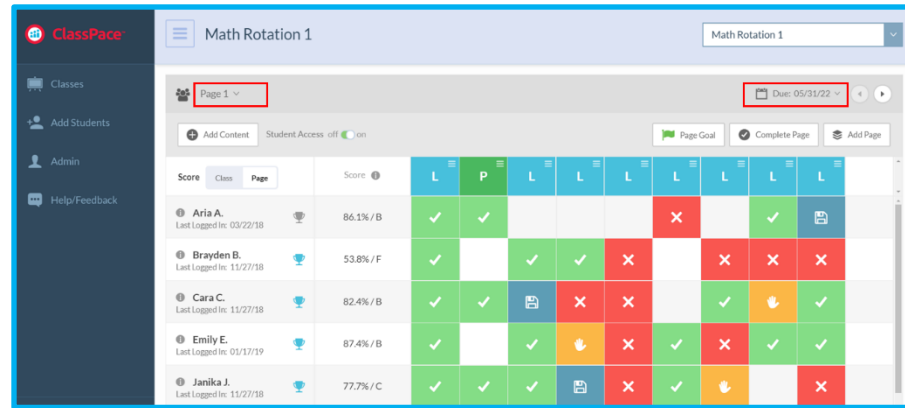 ClassPace
Math Rotation 1
Math Rotation 1
Classes
Add Students
Admin
Help/Feedback
Page 1
Due: 05/31/22
Add Content
Student Access off on
Page Goal
Complete Page
Add Page
Score Class Page
Score
L P L L L L L L L
Aria A.
Last Logged In: 03/22/18
86.1% / B
Brayden B.
Last Logged In: 11/27/18
53.8% / F
Cara C.
Last Logged In: 11/27/18
82.4% / B
Emily E.
Last Logged In: 01/17/19
87.4% / B
Janika J.
Last Logged In: 11/27/18
77.7% / C